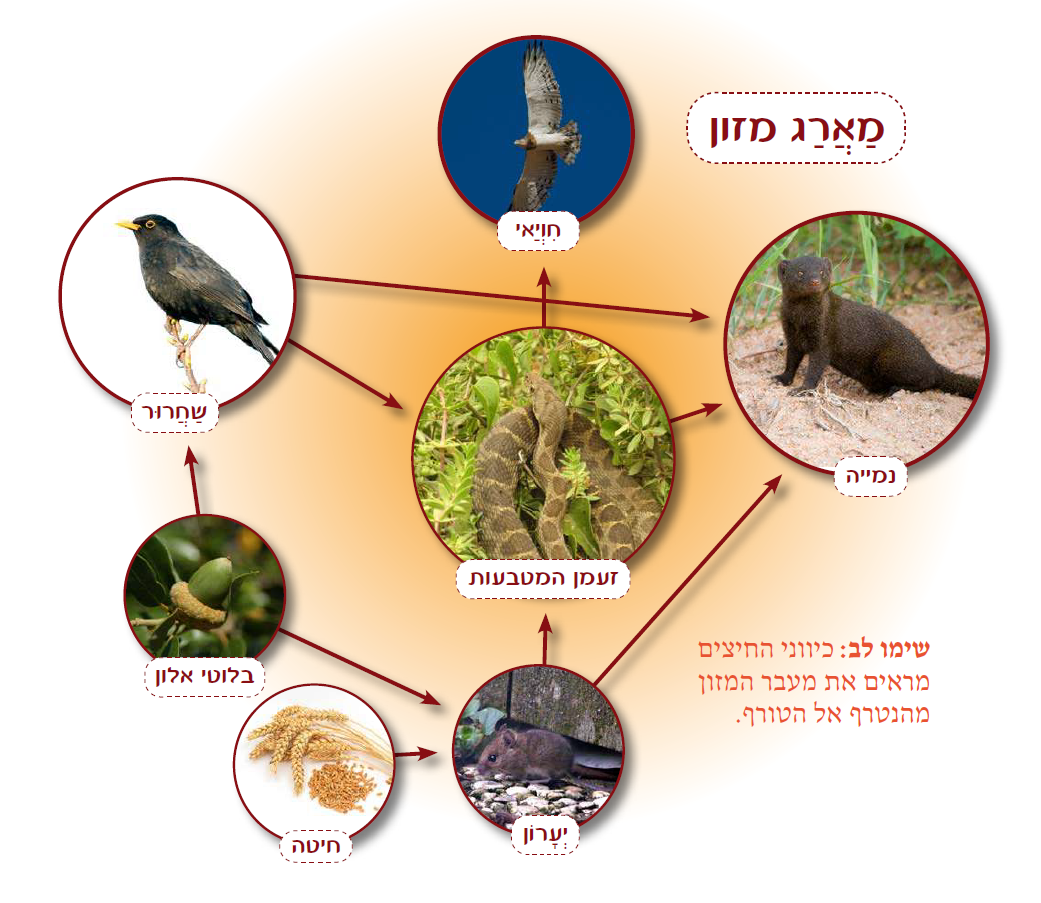 מַאֲרַג מזון
חִוְיַאי
שַׁחֲרוּר
נמייה
זעמן המטבעות
בלוטי אלון
שימו לב: כיווני החיצים
מראים את מעבר המזון
מהנטרף אל הטורף.
יַעֲרוֹן
חיטה